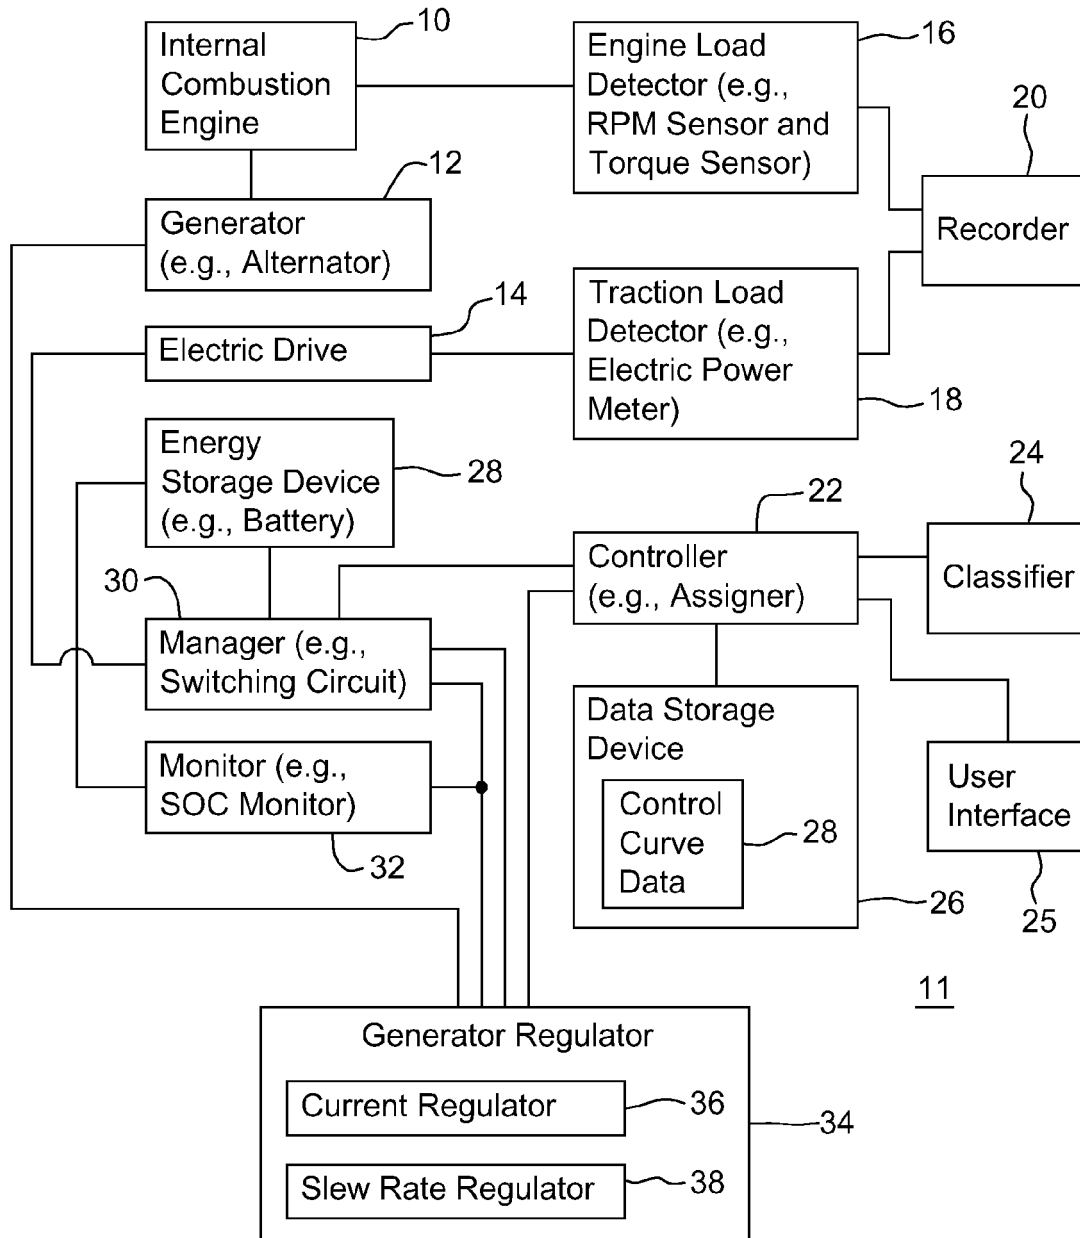 10
Internal
Combustion
Engine
16
Engine Load
Detector (e.g.,
RPM Sensor and
Torque Sensor)
20
Recorder
12
Generator
(e.g., Alternator)
14
Electric Drive
Traction Load
Detector (e.g.,
Electric Power
Meter)
18
Energy
Storage Device
(e.g., Battery)
28
22
Controller
(e.g., Assigner)
24
Classifier
30
Manager (e.g.,
Switching Circuit)
Data Storage
Device
Control
Curve
Data
28
26
User
Interface
25
Monitor (e.g.,
SOC Monitor)
32
11
Generator Regulator
Current Regulator
36
34
Slew Rate Regulator
38